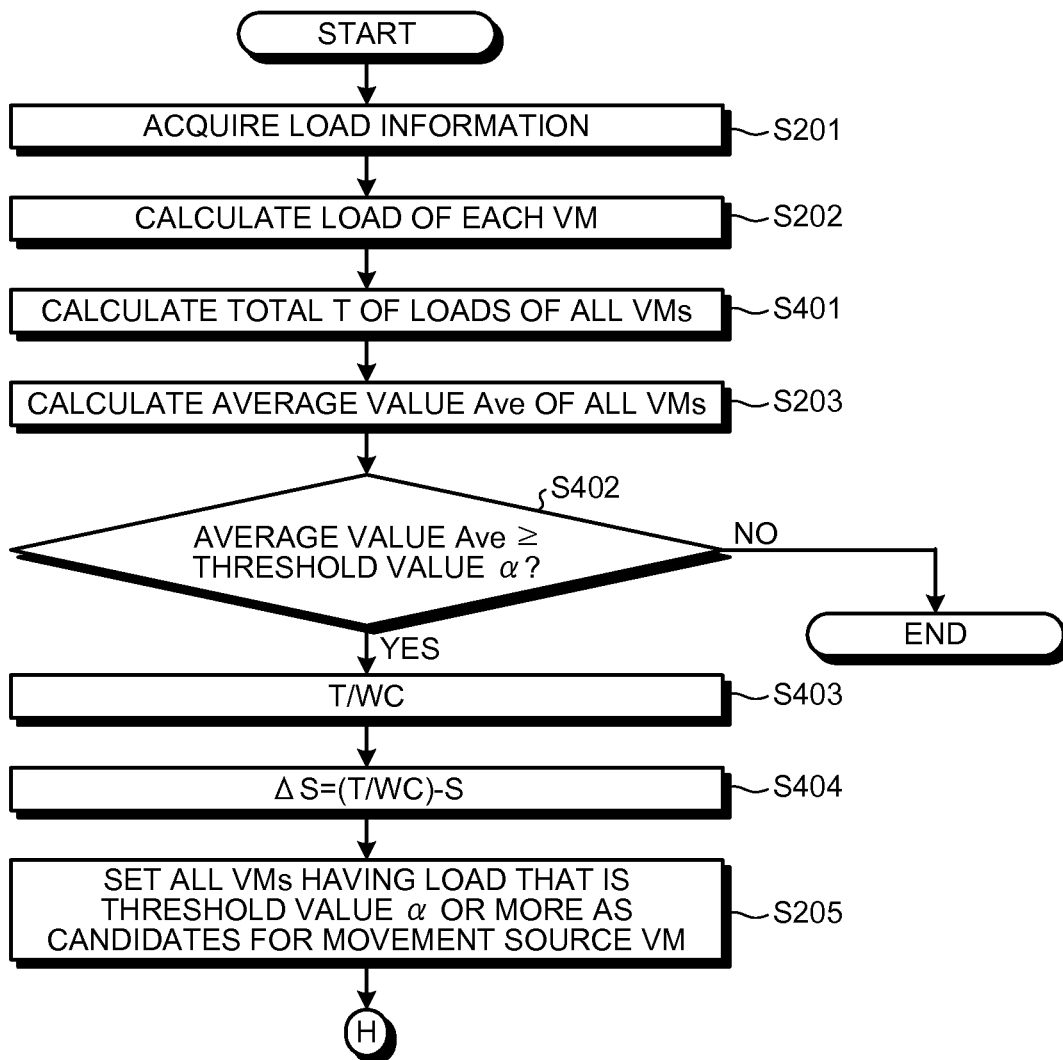 START
ACQUIRE LOAD INFORMATION
S201
CALCULATE LOAD OF EACH VM
S202
CALCULATE TOTAL T OF LOADS OF ALL VMs
S401
CALCULATE AVERAGE VALUE Ave OF ALL VMs
S203
S402
AVERAGE VALUE Ave ≥
THRESHOLD VALUE α?
NO
END
YES
T/WC
S403
ΔS=(T/WC)-S
S404
SET ALL VMs HAVING LOAD THAT IS
THRESHOLD VALUE α OR MORE AS
CANDIDATES FOR MOVEMENT SOURCE VM
S205
H